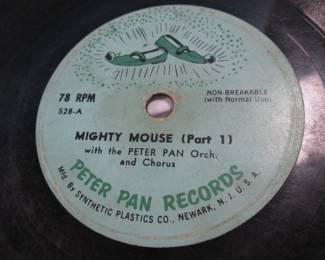 78 RPM
528-A
NON-BREAKABLE
(with Normal Use)
MIGHTY MOUSE (Part 1)
with the PETER PAN Orch.
and Chorus
PETER PAN RECORDS
Mfd. By SYNTHETIC PLASTICS CO., NEWARK, N. J. U. S. A.